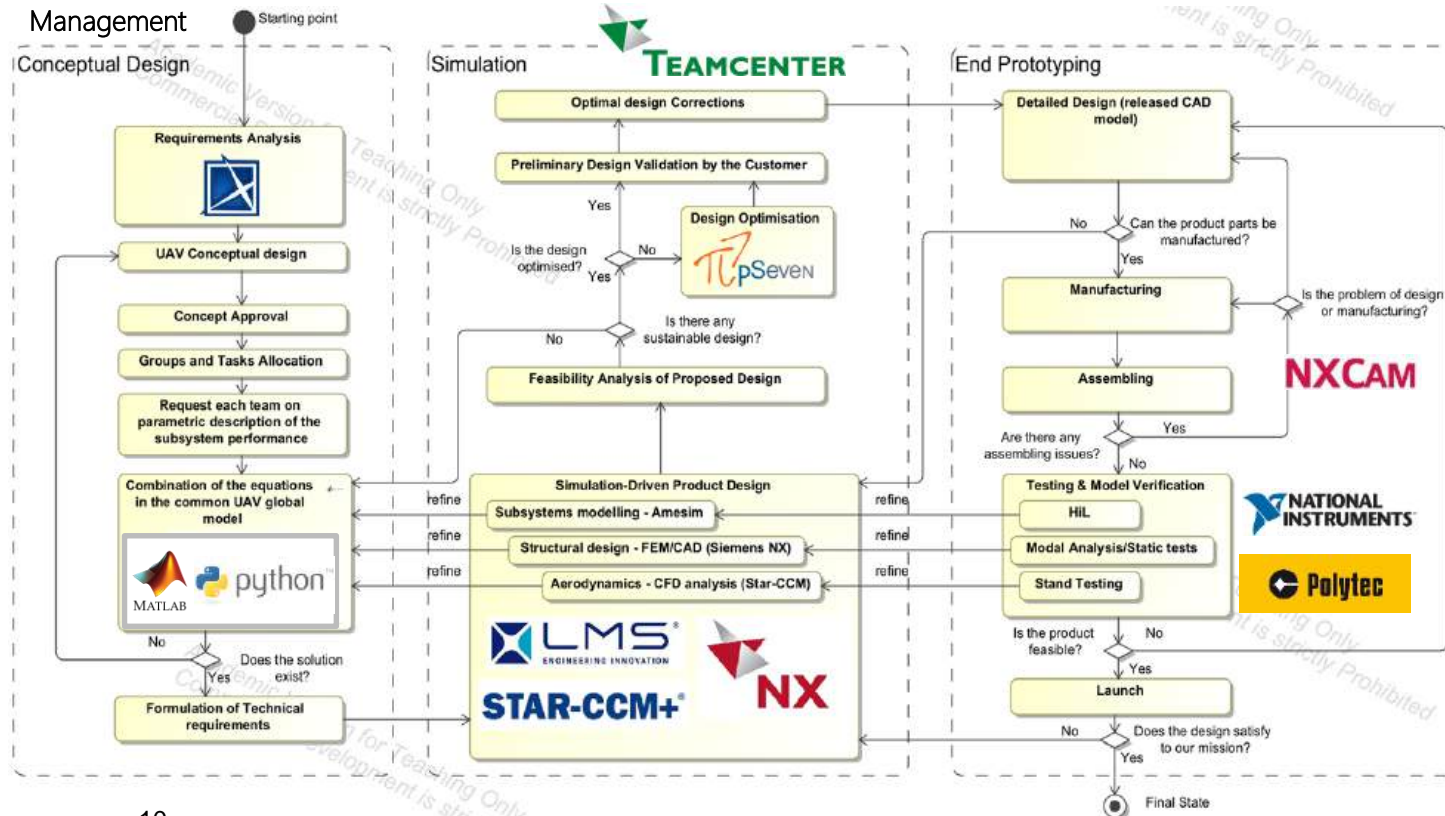 Management
Starting point
Conceptual Design
Requirements Analysis
UAV Conceptual design
Concept Approval
Groups and Tasks Allocation
Request each team on
parametric description of the
subsystem performance
Combination of the equations
in the common UAV global
model
MATLAB
python
No
Does the solution
exist?
Yes
Formulation of Technical
requirements
Simulation
TEAMCENTER
Optimal design Corrections
Preliminary Design Validation by the Customer
Yes
Design Optimisation
pSeven
Is the design
optimised?
No
Yes
Is there any
sustainable design?
No
Feasibility Analysis of Proposed Design
Simulation-Driven Product Design
refine
Subsystems modelling - Amesim
refine
Structural design - FEM/CAD (Siemens NX)
refine
Aerodynamics - CFD analysis (Star-CCM)
LMS
ENGINEERING INNOVATION
STAR-CCM+
NX
End Prototyping
Detailed Design (released CAD
model)
No
Can the product parts be
manufactured?
Yes
Manufacturing
Is the problem of design
or manufacturing?
Assembling
NXCAM
Are there any
assembling issues?
Yes
No
Testing & Model Verification
refine
HiL
refine
Modal Analysis/Static tests
refine
Stand Testing
NATIONAL
INSTRUMENTS
Polytec
Is the product
feasible?
No
Yes
Launch
No
Does the design satisfy
to our mission?
Yes
Final State